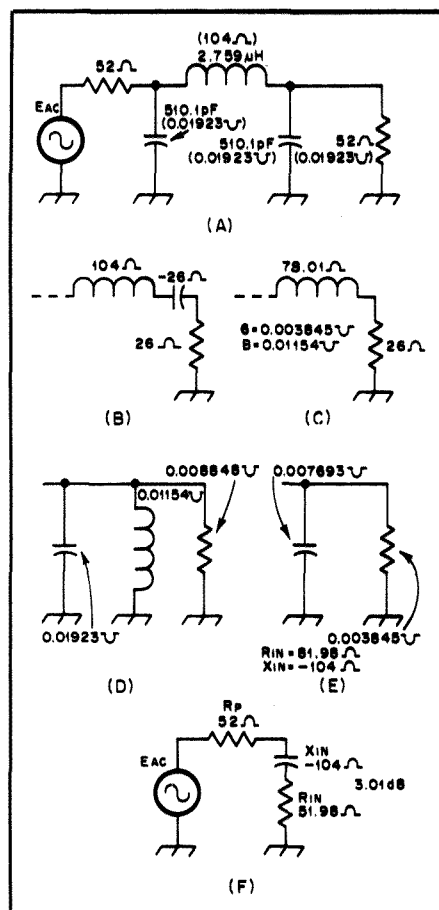 (104Ω)
2.759μH
52Ω
EAC
510.1pF
(0.01923℧)
510.1pF
(0.01923℧)
52Ω
(0.01923℧)
(A)
104Ω
-26Ω
26Ω
(B)
78.01Ω
G=0.003845℧
B=0.01154℧
26Ω
(C)
0.008848℧
0.01154℧
0.01923℧
(D)
0.007693℧
0.003845℧
RIN=51.98Ω
XIN=-104Ω
(E)
RP
52Ω
EAC
XIN
-104Ω
3.01dB
RIN
51.98Ω
(F)